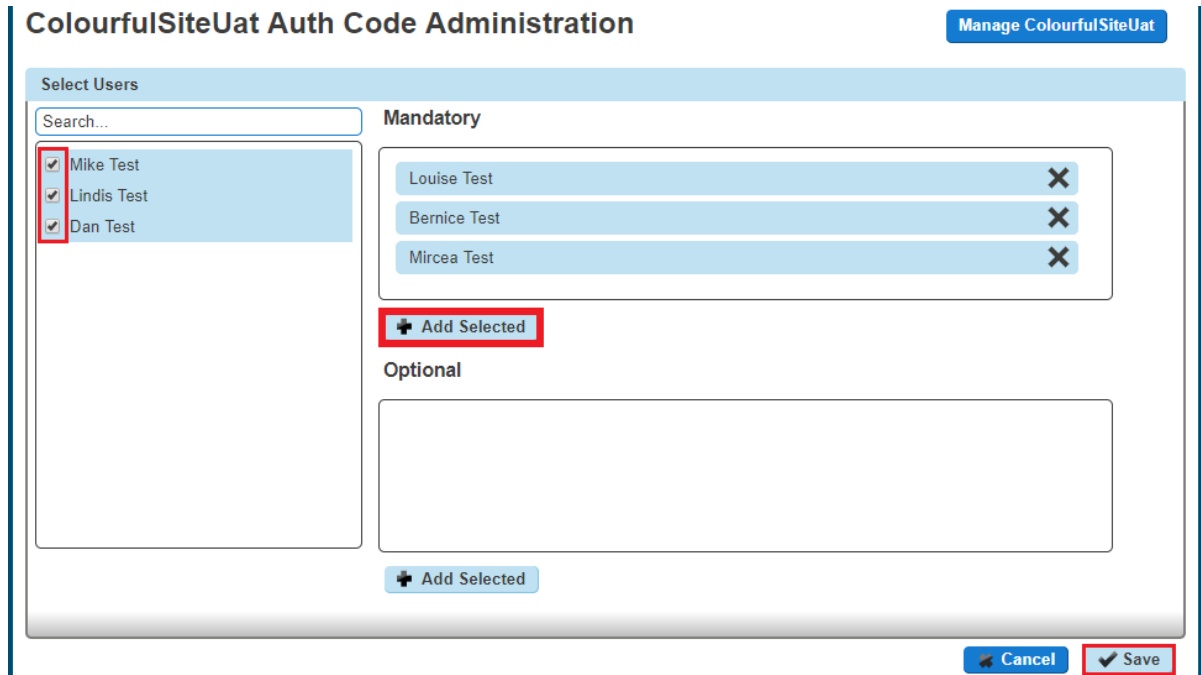 ColourfulSiteUat Auth Code Administration
Manage ColourfulSiteUat
Select Users
Search...
Mike Test
Lindis Test
Dan Test
Mandatory
Louise Test
Bernice Test
Mircea Test
Add Selected
Optional
Add Selected
Cancel
Save